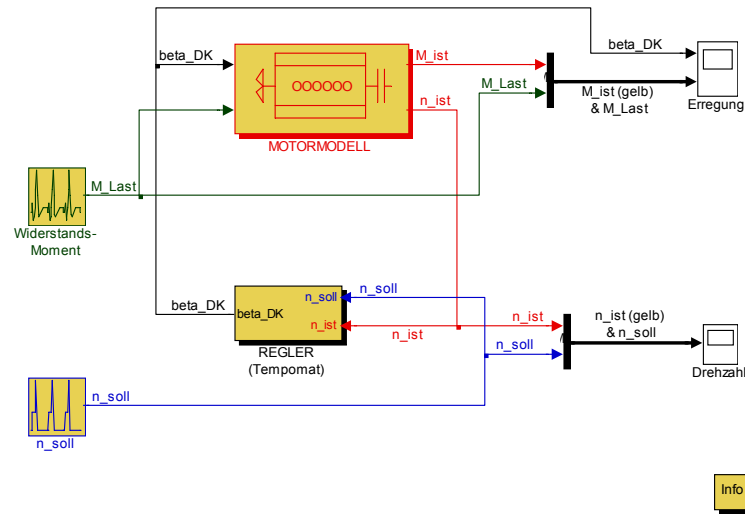 beta_DK
M_ist
beta_DK
M_Last
OOOOOO
n_ist
M_ist (gelb)
& M_Last
Erregung
MOTORMODELL
M_Last
Widerstands-
Moment
beta_DK
beta_DK
n_soll
n_ist
n_soll
n_ist
n_ist
n_soll
n_ist (gelb)
& n_soll
REGLER
(Tempomat)
Drehzahl
n_soll
n_soll
Info